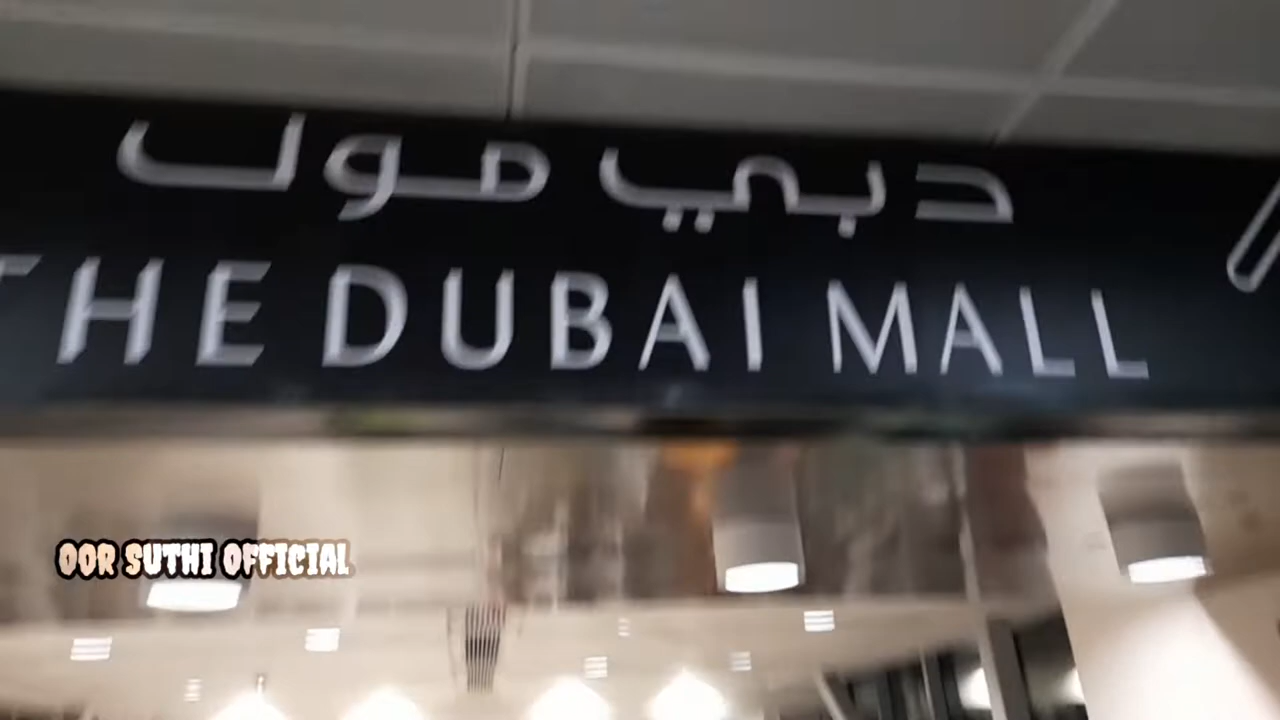 دبي مول
THE DUBAI MALL
OOR SUTHI OFFICIAL